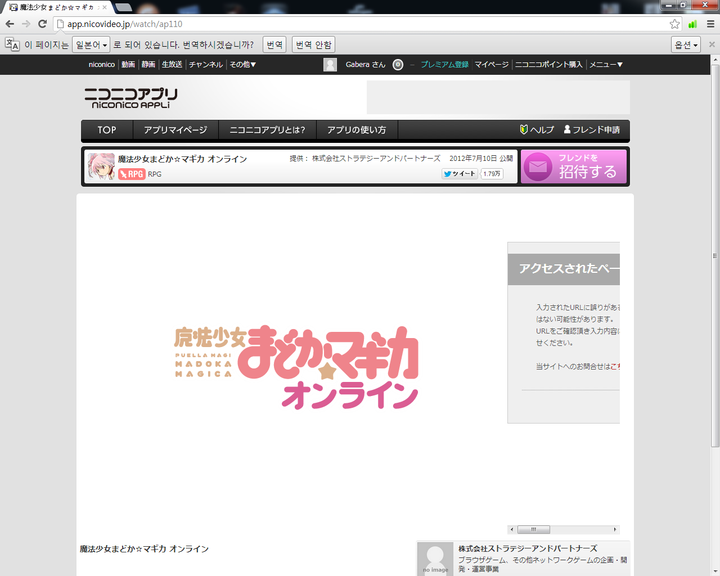 魔法少女まどか☆マギカ
app.nicovideo.jp/watch/ap110
이 페이지는 일본어 로 되어 있습니다. 번역하시겠습니까? 번역 번역 안함 옵션
niconico 動画 静画 生放送 チャンネル その他▼ Gabera さん プレミアム登録 マイページ ニコニコポイント購入 メニュー▼
ニコニコアプリ
NICONICO APPLI
TOP アプリマイページ ニコニコアプリとは? アプリの使い方 ヘルプ フレンド申請
魔法少女まどか☆マギカ オンライン 提供： 株式会社ストラテジーアンドパートナーズ 2012年7月10日 公開
RPG RPG ツイート 1.79万
フレンドを
招待する
アクセスされたペー
入力されたURLに誤りがあ
はない可能性があります。
URLをご確認頂き入力内容
せください。
当サイトへのお問合せはこ
魔法少女 まどか☆マギカ
PUELLA MAGI
MADOKA
MAGICA
オンライン
魔法少女まどか☆マギカ オンライン
no image
株式会社ストラテジーアンドパートナーズ
ブラウザゲーム、その他ネットワークゲームの企画・開
発・運営事業